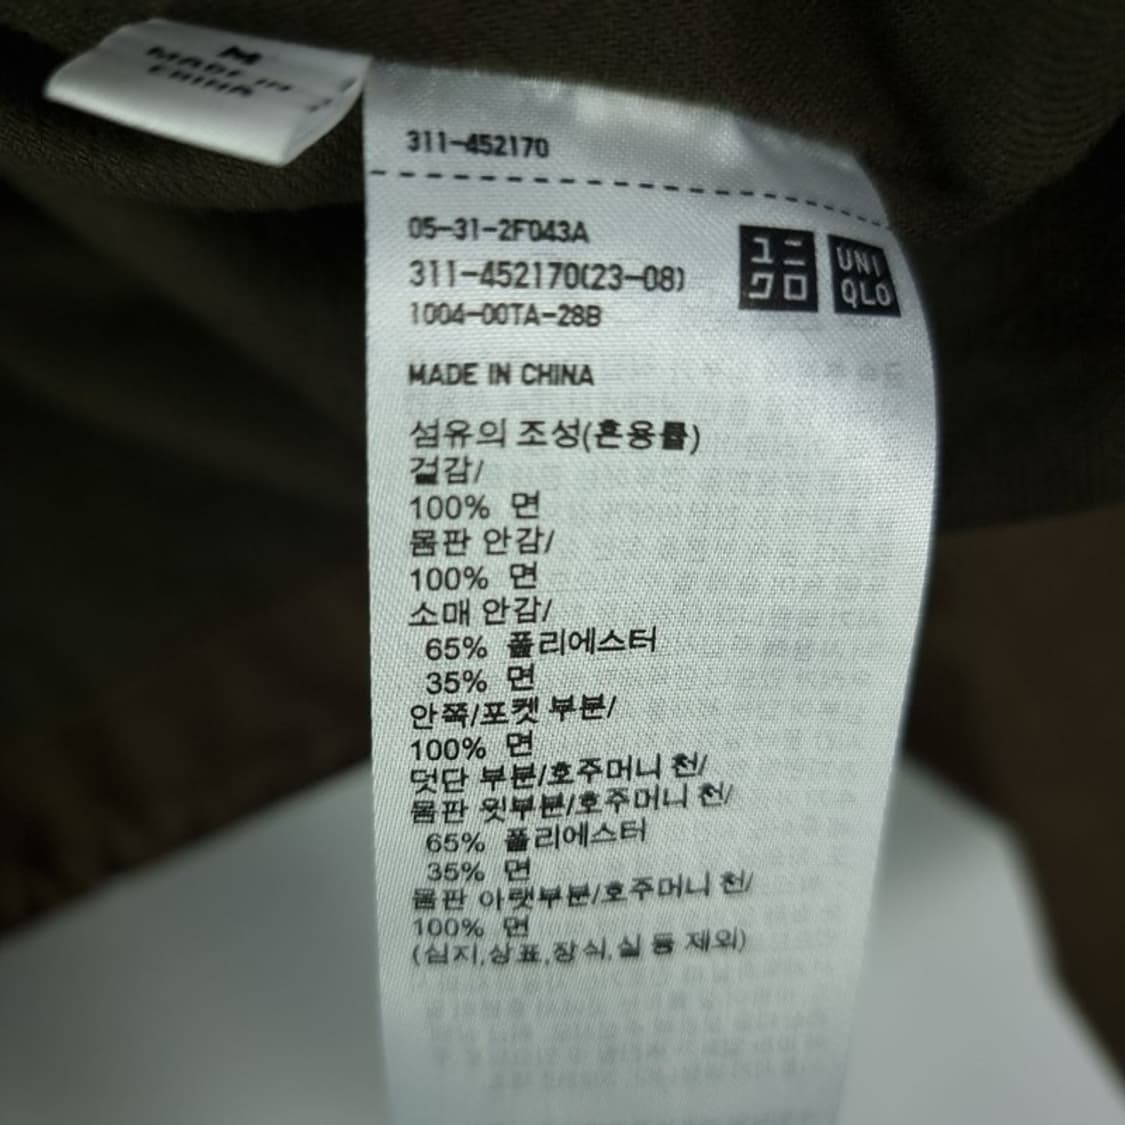 M
MADE IN
CHINA
311-452170
05-31-2F043A
311-452170(23-08)
1004-00TA-28B
ユニ
クロ
UNI
QLO
MADE IN CHINA
섬유의 조성(혼용률)
겉감/
100% 면
몸판 안감/
100% 면
소매 안감/
65% 폴리에스터
35% 면
안쪽/포켓 부분/
100% 면
덧단 부분/호주머니 천/
몸판 윗부분/호주머니 천/
65% 폴리에스터
35% 면
몸판 아랫부분/호주머니 천/
100% 면
(심지,상표,장식,실 등 제외)